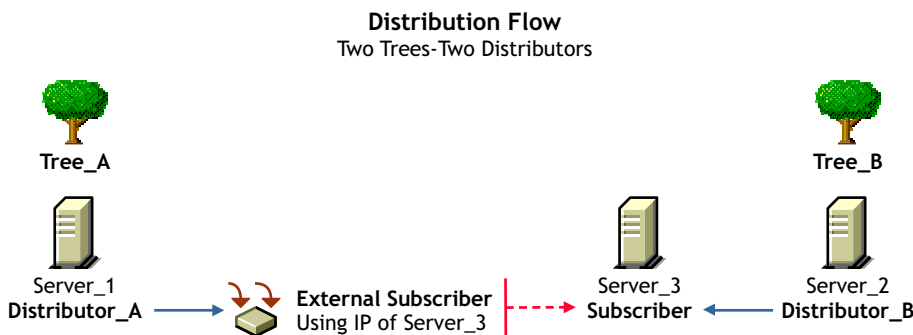 Distribution Flow
Two Trees-Two Distributors
Tree_A
Tree_B
Server_1
Distributor_A
External Subscriber
Using IP of Server_3
Server_3
Subscriber
Server_2
Distributor_B